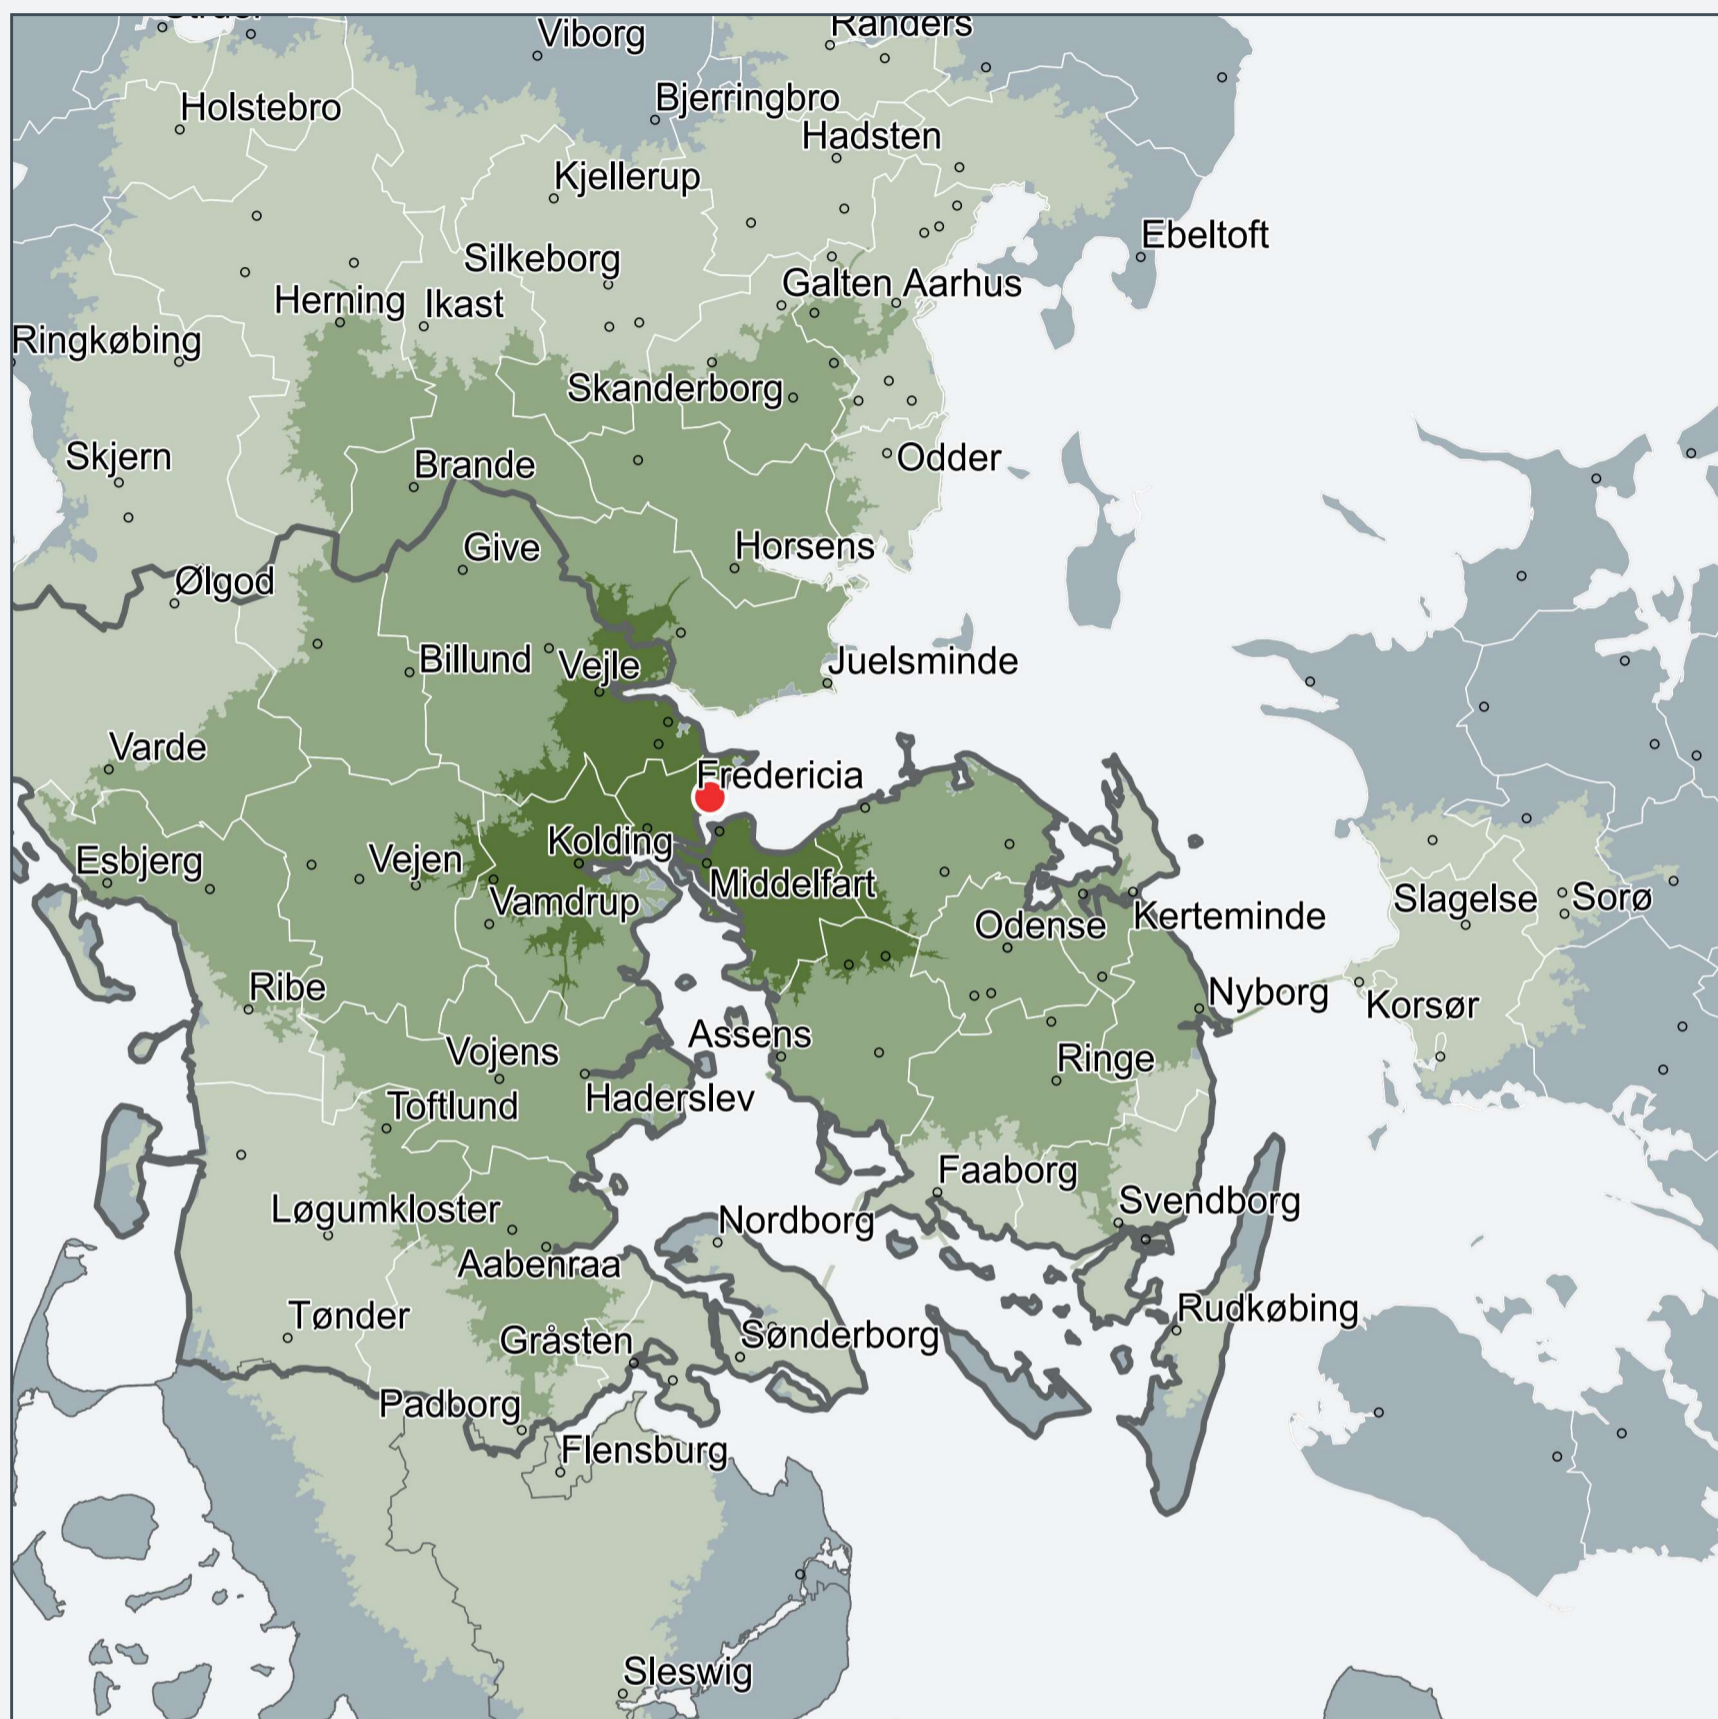 Randers
Viborg
Bjerringbro
Holstebro
Hadsten
Kjellerup
Ebeltoft
Silkeborg
Galten Aarhus
Herning Ikast
Ringkøbing
Skanderborg
Skjern
Brande
Odder
Give
Horsens
Ølgod
Billund
Vejle
Juelsminde
Varde
Fredericia
Kolding
Esbjerg
Vejen
Middelfart
Vamdrup
Slagelse
Sorø
Odense
Kerteminde
Ribe
Nyborg
Korsør
Assens
Vojens
Ringe
Haderslev
Toftlund
Faaborg
Svendborg
Løgumkloster
Nordborg
Aabenraa
Rudkøbing
Tønder
Gråsten
Sønderborg
Padborg
Flensburg
Sleswig